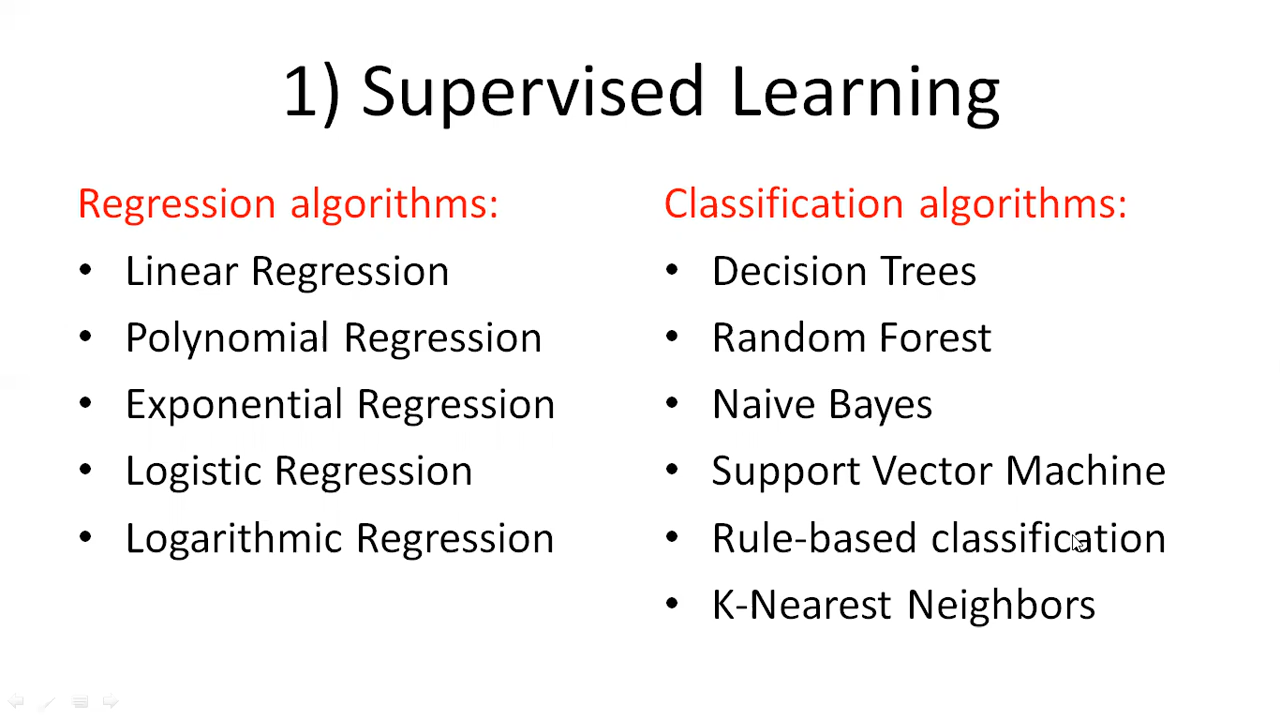 1) Supervised Learning
Regression algorithms:
• Linear Regression
• Polynomial Regression
• Exponential Regression
• Logistic Regression
• Logarithmic Regression
Classification algorithms:
• Decision Trees
• Random Forest
• Naive Bayes
• Support Vector Machine
• Rule-based classification
• K-Nearest Neighbors